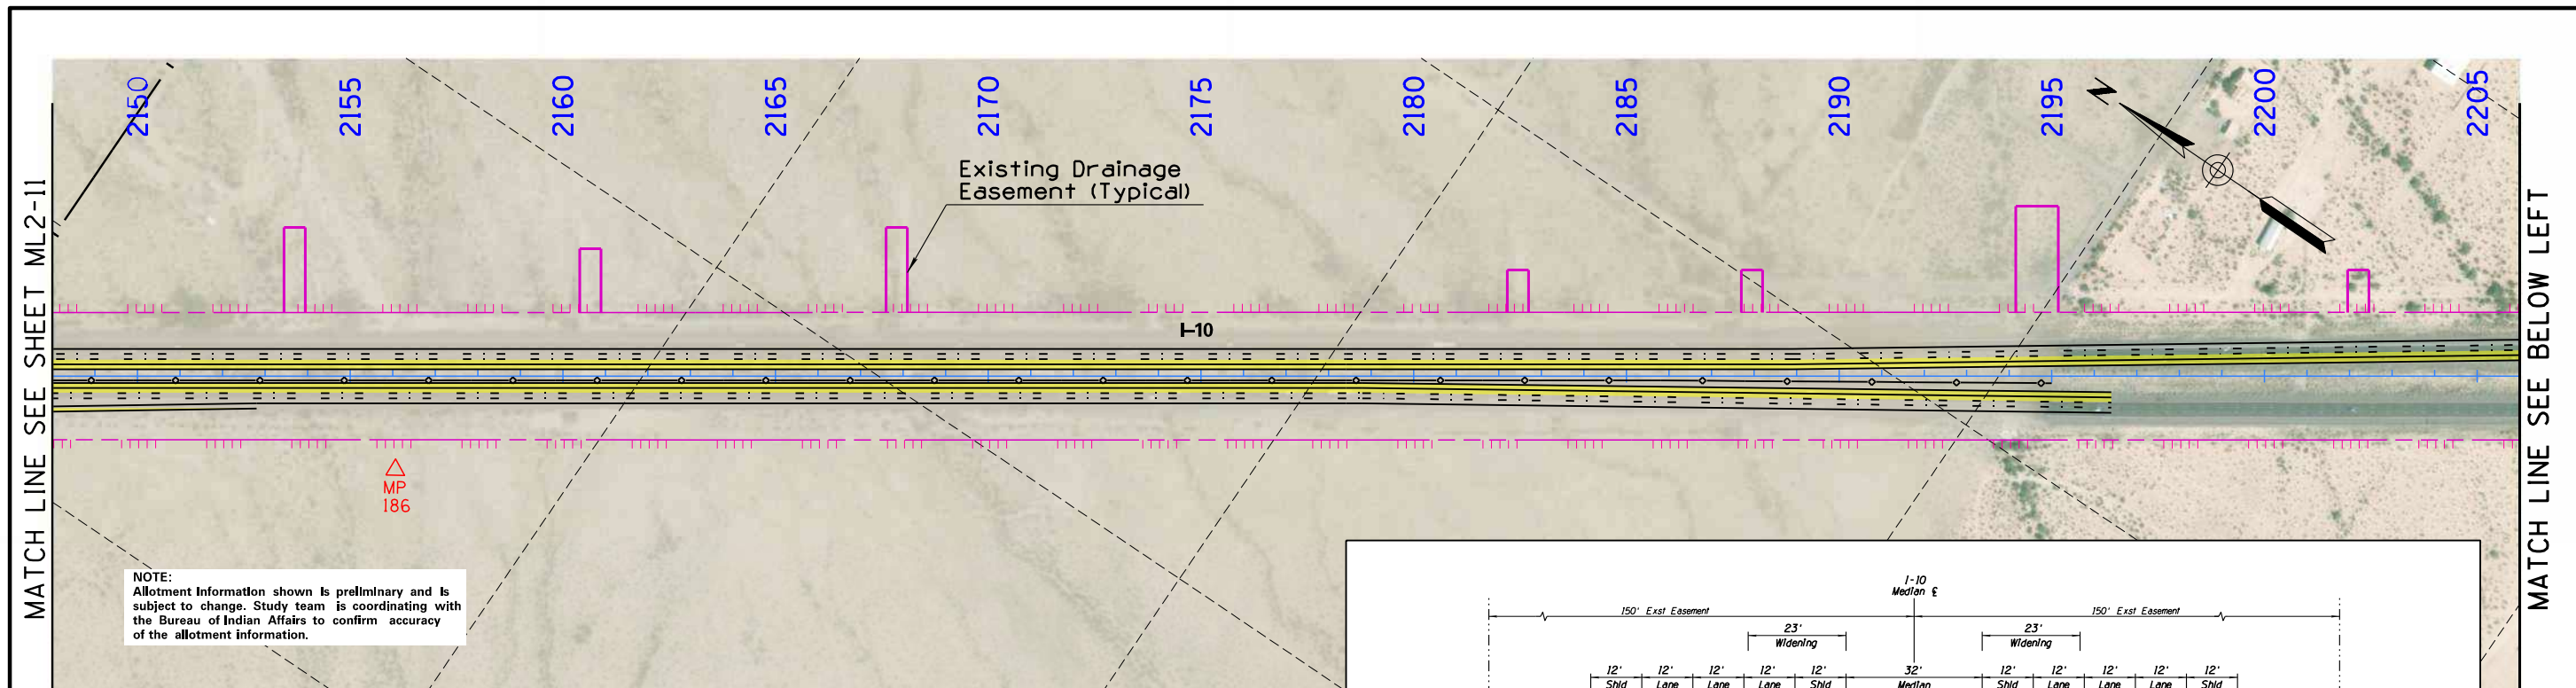 2150 2155 2160 2165 2170 2175 2180 2185 2190 2195 2200 2205
N
MATCH LINE SEE SHEET ML2-11
Existing Drainage
Easement (Typical)
I-10
MATCH LINE SEE BELOW LEFT
MP
186
NOTE:
Allotment Information shown is preliminary and is
subject to change. Study team is coordinating with
the Bureau of Indian Affairs to confirm accuracy
of the allotment information.
I-10
Median ℄
150' Exst Easement 150' Exst Easement
23' 23'
Widening Widening
12' 12' 12' 12' 12' 32' 12' 12' 12' 12' 12'
Shld Lane Lane Lane Shld Median Shld Lane Lane Lane Shld